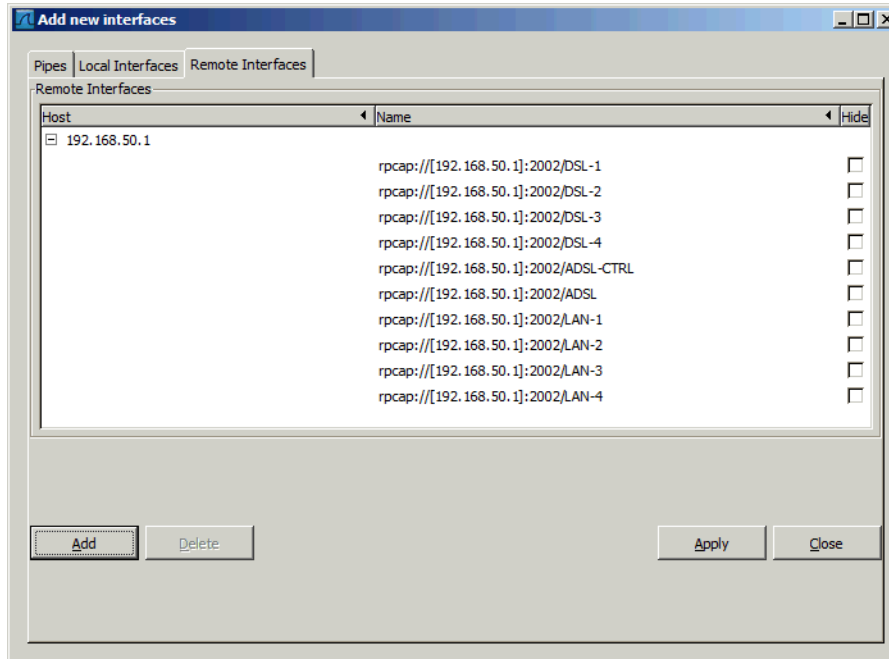 Add new interfaces
Pipes Local Interfaces Remote Interfaces
Remote Interfaces
Host Name Hide
192.168.50.1
rpcap://[192.168.50.1]:2002/DSL-1
rpcap://[192.168.50.1]:2002/DSL-2
rpcap://[192.168.50.1]:2002/DSL-3
rpcap://[192.168.50.1]:2002/DSL-4
rpcap://[192.168.50.1]:2002/ADSL-CTRL
rpcap://[192.168.50.1]:2002/ADSL
rpcap://[192.168.50.1]:2002/LAN-1
rpcap://[192.168.50.1]:2002/LAN-2
rpcap://[192.168.50.1]:2002/LAN-3
rpcap://[192.168.50.1]:2002/LAN-4
Add Delete Apply Close